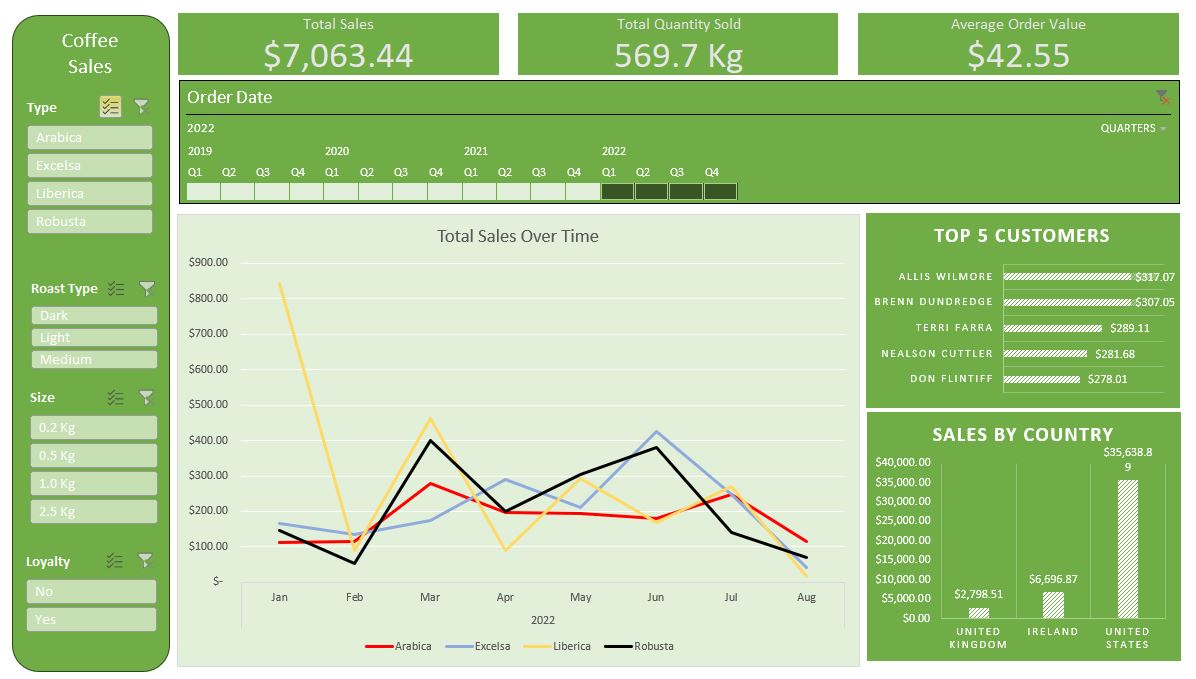 Coffee
Sales
Type
Arabica
Excelsa
Liberica
Robusta
Roast Type
Dark
Light
Medium
Size
0.2 Kg
0.5 Kg
1.0 Kg
2.5 Kg
Loyalty
No
Yes
Total Sales
$7,063.44
Total Quantity Sold
569.7 Kg
Average Order Value
$42.55
Order Date
2022 QUARTERS
2019 2020 2021 2022
Q1 Q2 Q3 Q4 Q1 Q2 Q3 Q4 Q1 Q2 Q3 Q4 Q1 Q2 Q3 Q4
Total Sales Over Time
$900.00
$800.00
$700.00
$600.00
$500.00
$400.00
$300.00
$200.00
$100.00
$-
Jan Feb Mar Apr May Jun Jul Aug
2022
Arabica Excelsa Liberica Robusta
TOP 5 CUSTOMERS
ALLIS WILMORE $317.07
BRENN DUNDREDGE $307.05
TERRI FARRA $289.11
NEALSON CUTTLER $281.68
DON FLINTIFF $278.01
SALES BY COUNTRY
$35,638.8
9
$40,000.00
$35,000.00
$30,000.00
$25,000.00
$20,000.00
$15,000.00
$10,000.00
$5,000.00
$0.00
$2,798.51
$6,696.87
UNITED
KINGDOM
IRELAND
UNITED
STATES